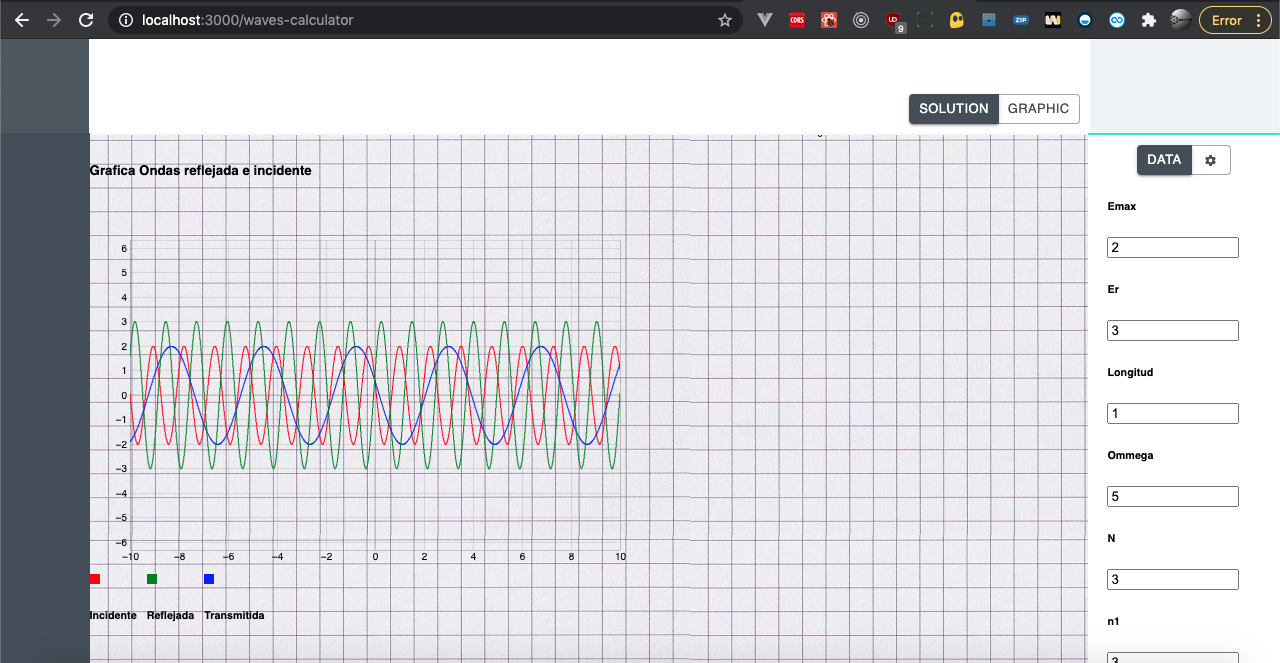 localhost:3000/waves-calculator
CORS
UD
9
ZIP
Error
SOLUTION
GRAPHIC
DATA
Grafica Ondas reflejada e incidente
6
5
4
3
2
1
0
−1
−2
−3
−4
−5
−6
−10
−8
−6
−4
−2
0
2
4
6
8
10
Incidente
Reflejada
Transmitida
Emax
2
Er
3
Longitud
1
Ommega
5
N
3
n1
3